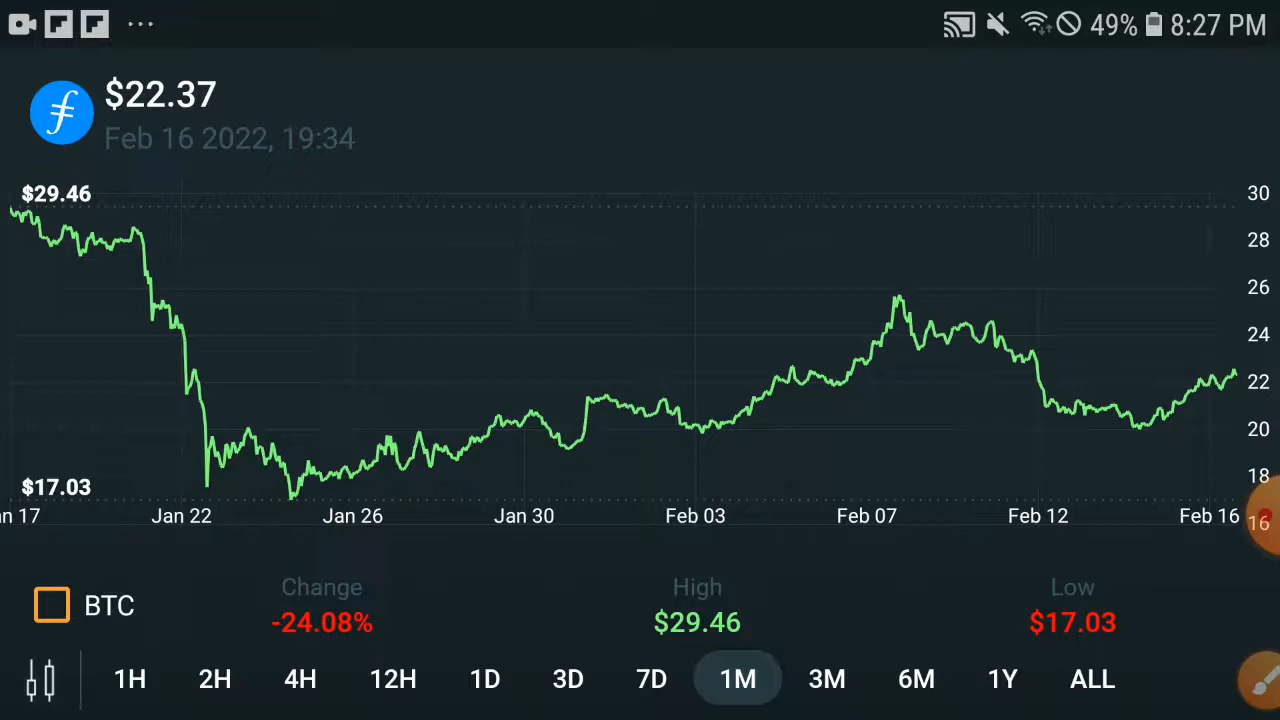 49% 8:27 PM
$22.37
Feb 16 2022, 19:34
$29.46
30
28
26
24
22
20
18
16
$17.03
an 17 Jan 22 Jan 26 Jan 30 Feb 03 Feb 07 Feb 12 Feb 16
BTC
Change High Low
-24.08% $29.46 $17.03
1H 2H 4H 12H 1D 3D 7D 1M 3M 6M 1Y ALL